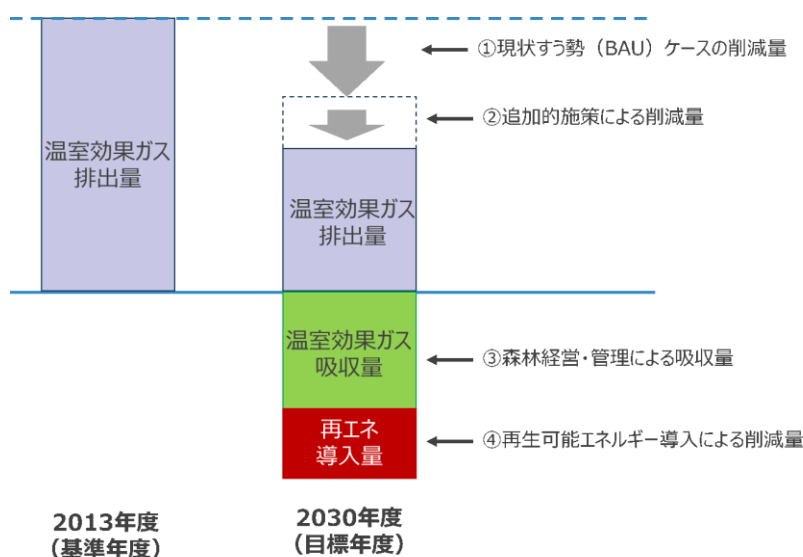 ①現状すう勢（BAU）ケースの削減量
②追加的施策による削減量
温室効果ガス
排出量
温室効果ガス
排出量
温室効果ガス
吸収量
③森林経営・管理による吸収量
再エネ
導入量
④再生可能エネルギー導入による削減量
2013年度
（基準年度）
2030年度
（目標年度）